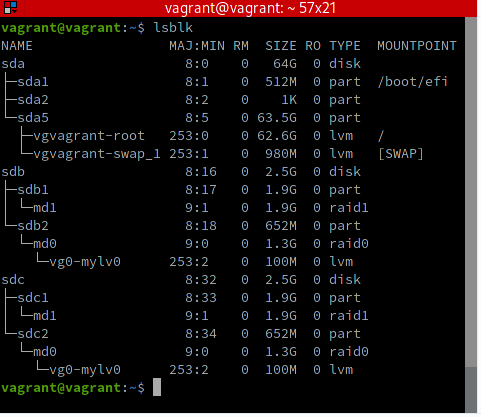 vagrant@vagrant: ~ 57x21
vagrant@vagrant:~$ lsblk
NAME                 MAJ:MIN RM  SIZE RO TYPE  MOUNTPOINT
sda                    8:0    0   64G  0 disk
├─sda1                 8:1    0  512M  0 part  /boot/efi
├─sda2                 8:2    0    1K  0 part
└─sda5                 8:5    0 63.5G  0 part
  ├─vgvagrant-root   253:0    0 62.6G  0 lvm   /
  └─vgvagrant-swap_1 253:1    0  980M  0 lvm   [SWAP]
sdb                    8:16   0  2.5G  0 disk
├─sdb1                 8:17   0  1.9G  0 part
│ └─md1                9:1    0  1.9G  0 raid1
└─sdb2                 8:18   0  652M  0 part
  └─md0                9:0    0  1.3G  0 raid0
    └─vg0-mylv0      253:2    0  100M  0 lvm
sdc                    8:32   0  2.5G  0 disk
├─sdc1                 8:33   0  1.9G  0 part
│ └─md1                9:1    0  1.9G  0 raid1
└─sdc2                 8:34   0  652M  0 part
  └─md0                9:0    0  1.3G  0 raid0
    └─vg0-mylv0      253:2    0  100M  0 lvm
vagrant@vagrant:~$